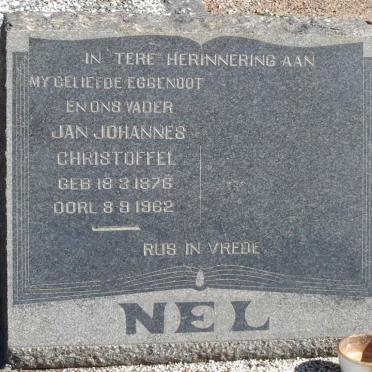 IN TERE HERINNERING AAN
MY GELIEFDE EGGENOOT
EN ONS VADER
JAN JOHANNES
CHRISTOFFEL
GEB 18 3 1876
OORL 8 9 1962
RUS IN VREDE
NEL